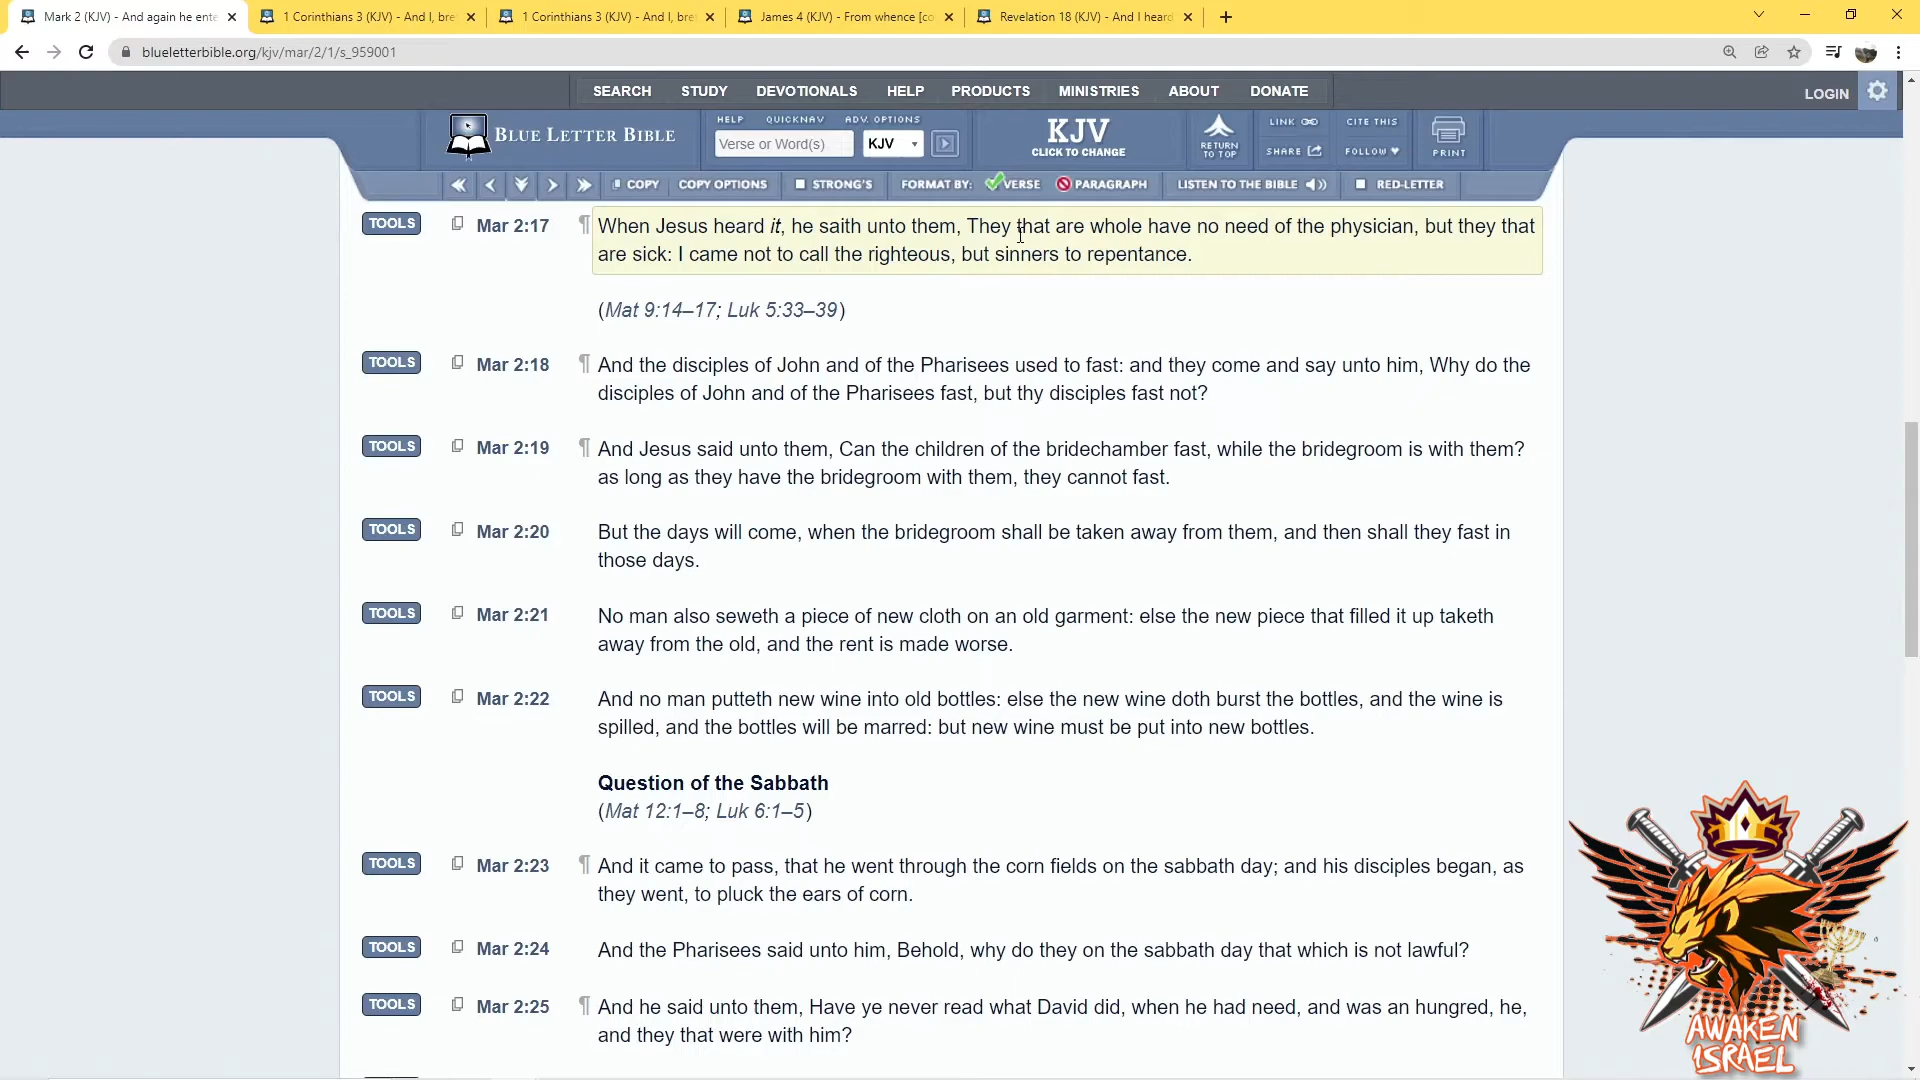 Mark 2 (KJV) - And again he ente
1 Corinthians 3 (KJV) - And I, bre
1 Corinthians 3 (KJV) - And I, bre
James 4 (KJV) - From whence [co
Revelation 18 (KJV) - And I heard
blueletterbible.org/kjv/mar/2/1/s_959001
SEARCH STUDY DEVOTIONALS HELP PRODUCTS MINISTRIES ABOUT DONATE
LOGIN
BLUE LETTER BIBLE
HELP QUICKNAV ADV. OPTIONS
Verse or Word(s)
KJV
KJV
CLICK TO CHANGE
RETURN
TO TOP
LINK
CITE THIS
SHARE
FOLLOW
PRINT
COPY COPY OPTIONS STRONG'S FORMAT BY: VERSE PARAGRAPH LISTEN TO THE BIBLE RED-LETTER
TOOLS Mar 2:17 ¶ When Jesus heard it, he saith unto them, They that are whole have no need of the physician, but they that
are sick: I came not to call the righteous, but sinners to repentance.
(Mat 9:14–17; Luk 5:33–39)
TOOLS Mar 2:18 ¶ And the disciples of John and of the Pharisees used to fast: and they come and say unto him, Why do the
disciples of John and of the Pharisees fast, but thy disciples fast not?
TOOLS Mar 2:19 ¶ And Jesus said unto them, Can the children of the bridechamber fast, while the bridegroom is with them?
as long as they have the bridegroom with them, they cannot fast.
TOOLS Mar 2:20 But the days will come, when the bridegroom shall be taken away from them, and then shall they fast in
those days.
TOOLS Mar 2:21 No man also seweth a piece of new cloth on an old garment: else the new piece that filled it up taketh
away from the old, and the rent is made worse.
TOOLS Mar 2:22 And no man putteth new wine into old bottles: else the new wine doth burst the bottles, and the wine is
spilled, and the bottles will be marred: but new wine must be put into new bottles.
Question of the Sabbath
(Mat 12:1–8; Luk 6:1–5)
TOOLS Mar 2:23 ¶ And it came to pass, that he went through the corn fields on the sabbath day; and his disciples began, as
they went, to pluck the ears of corn.
TOOLS Mar 2:24 And the Pharisees said unto him, Behold, why do they on the sabbath day that which is not lawful?
TOOLS Mar 2:25 ¶ And he said unto them, Have ye never read what David did, when he had need, and was an hungred, he,
and they that were with him?
AWAKEN
ISRAEL